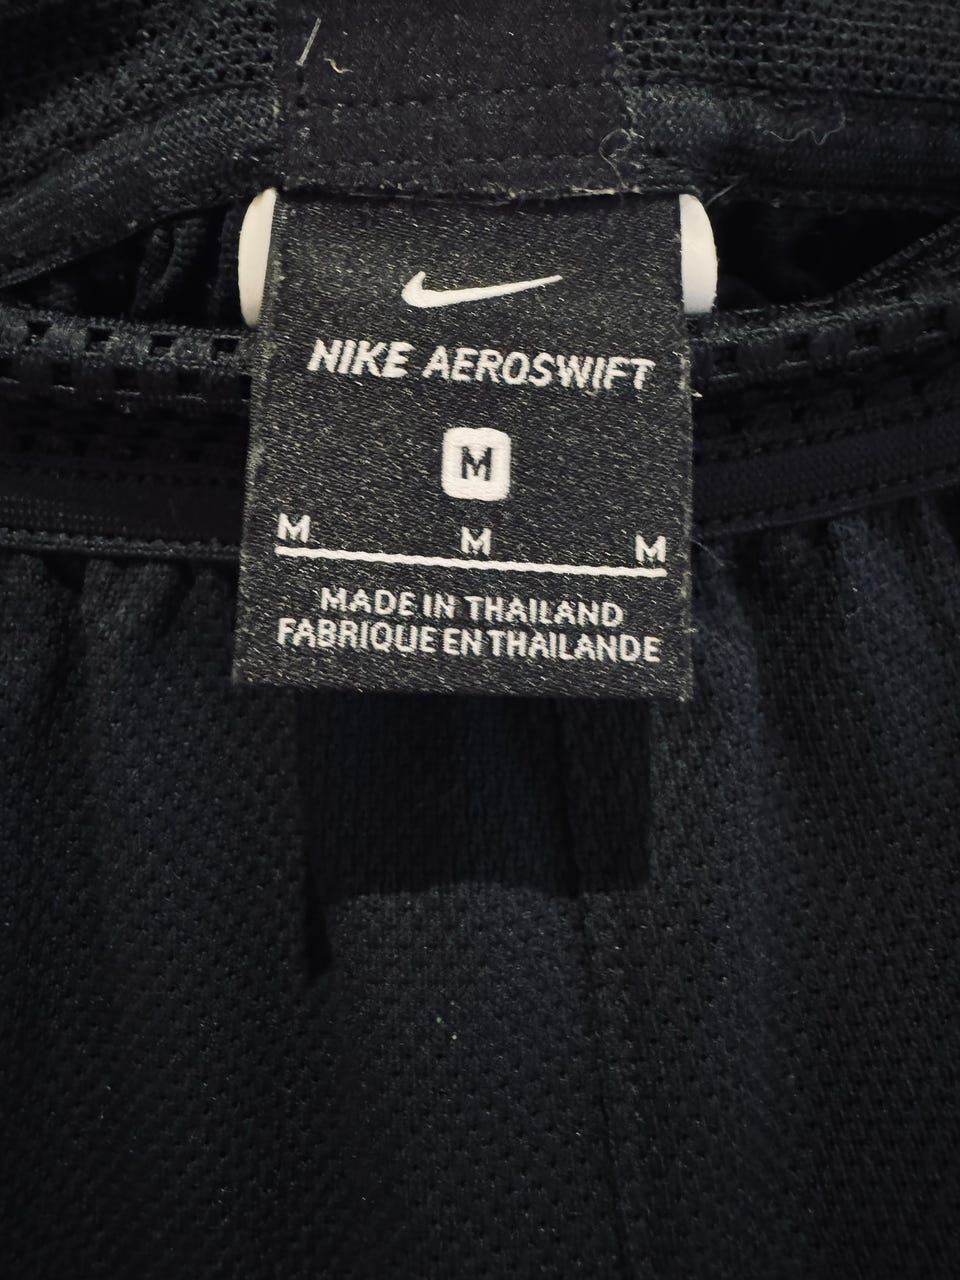 NIKE AEROSWIFT
M
M M M
MADE IN THAILAND
FABRIQUE EN THAILANDE